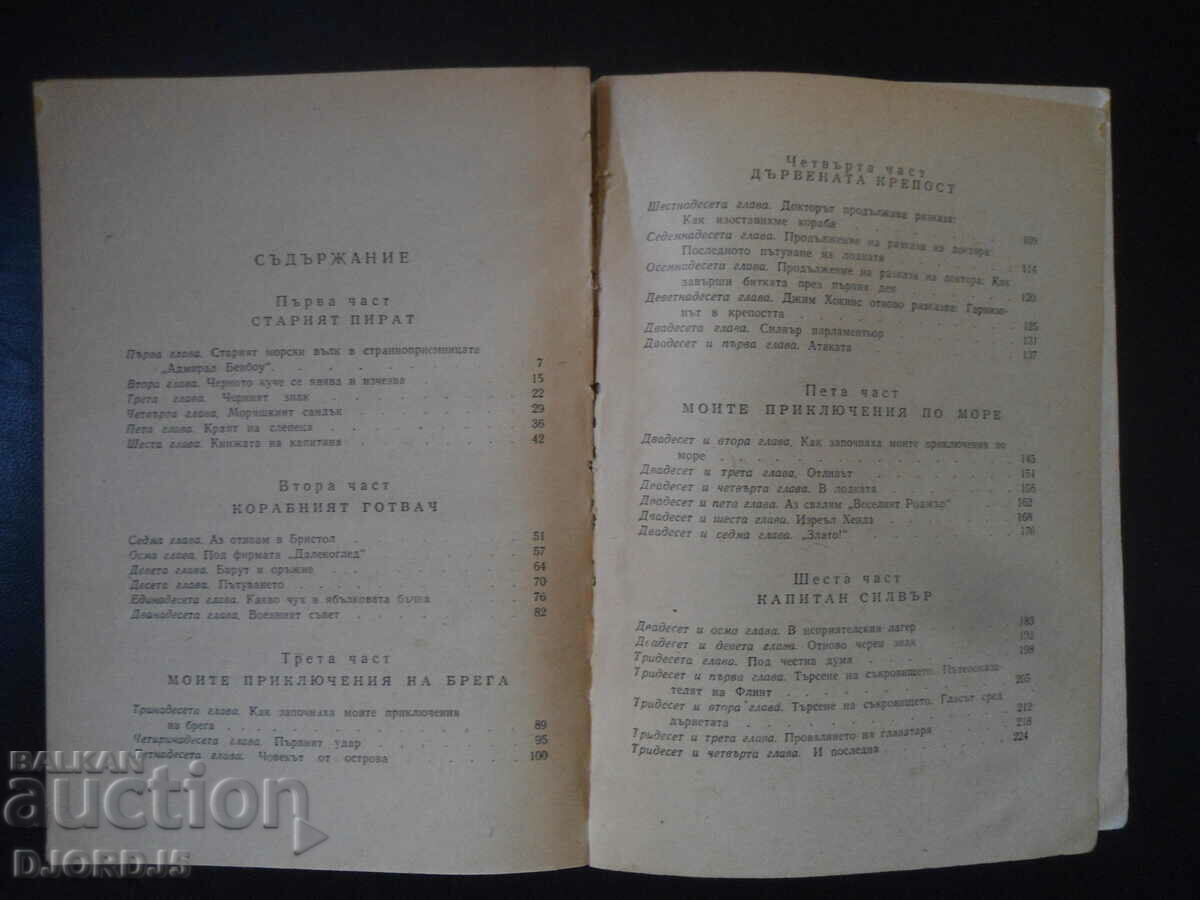 СЪДЪРЖАНИЕ
Първа част
СТАРИЯТ ПИРАТ
Първа глава. Старият морски вълк в странноприемницата
„Адмирал Бенбоу". 7
Втора глава. Черното куче се явява и изчезва 15
Трета глава. Черният знак 22
Четвърта глава. Моряшкият сандък 29
Пета глава. Краят на слепеца 36
Шеста глава. Книжата на капитана 42
Втора част
КОРАБНИЯТ ГОТВАЧ
Седма глава. Аз отивам в Бристол 51
Осма глава. Под фирмата „Далекоглед" 57
Девета глава. Барут и оръжие 64
Десета глава. Пътуването 70
Единадесета глава. Какво чух в ябълковата бъчва 76
Дванадесета глава. Военният съвет 82
Трета част
МОИТЕ ПРИКЛЮЧЕНИЯ НА БРЕГА
Тринадесета глава. Как започнаха моите приключения
на брега 89
Четиринадесета глава. Първият удар 95
Петнадесета глава. Човекът от острова 100
Четвърта част
ДЪРВЕНАТА КРЕПОСТ
Шестнадесета глава. Докторът продължава разказа:
Как изоставихме кораба 109
Седемнадесета глава. Продължение на разказа на доктора:
Последното пътуване на лодката 114
Осемнадесета глава. Продължение на разказа на доктора: Как
завърши битката през първия ден 120
Деветнадесета глава. Джим Хокинс отново разказва: Гарнизо-
нът в крепостта 125
Двадесета глава. Силвър парламентьор 131
Двадесет и първа глава. Атаката 137
Пета част
МОИТЕ ПРИКЛЮЧЕНИЯ ПО МОРЕ
Двадесет и втора глава. Как започнаха моите приключения по
море 145
Двадесет и трета глава. Отливът 151
Двадесет и четвърта глава. В лодката 156
Двадесет и пета глава. Аз свалям „Веселият Роджър" 162
Двадесет и шеста глава. Изреъл Хендз 168
Двадесет и седма глава. „Злато!" 176
Шеста част
КАПИТАН СИЛВЪР
Двадесет и осма глава. В неприятелския лагер 183
Двадесет и девета глава. Отново черен знак 191
Тридесета глава. Под честна дума 198
Тридесет и първа глава. Търсене на съкровището. Пътепоказа-
телят на Флинт 205
Тридесет и втора глава. Търсене на съкровището. Гласът сред
дърветата 212
Тридесет и трета глава. Провалянето на главатаря 218
Тридесет и четвърта глава. И последна 224
BALKAN
auction
DJORDJ5